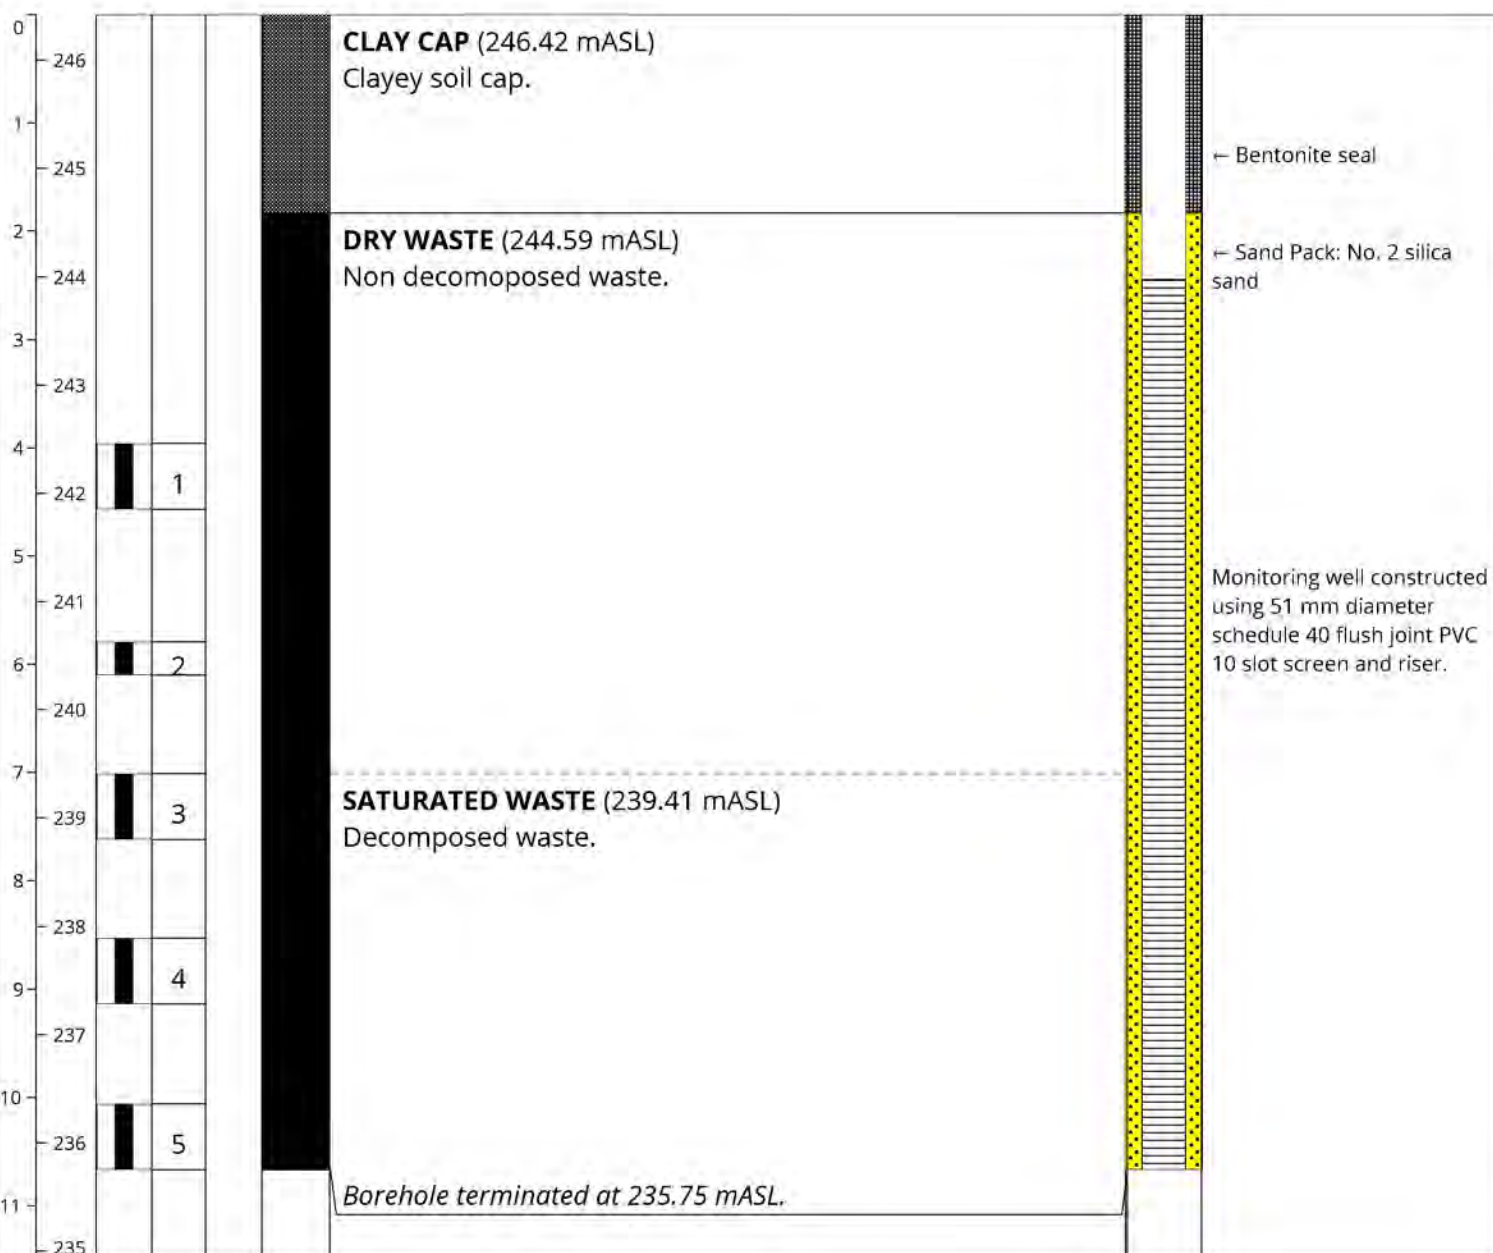 0
246
CLAY CAP (246.42 mASL)
Clayey soil cap.
1
← Bentonite seal
245
2
DRY WASTE (244.59 mASL)
← Sand Pack: No. 2 silica
sand
244
Non decomoposed waste.
3
243
4
1
242
5
Monitoring well constructed
using 51 mm diameter
schedule 40 flush joint PVC
10 slot screen and riser.
241
6
2
240
7
SATURATED WASTE (239.41 mASL)
239
3
Decomposed waste.
8
238
4
9
237
10
236
5
Borehole terminated at 235.75 mASL.
11
235